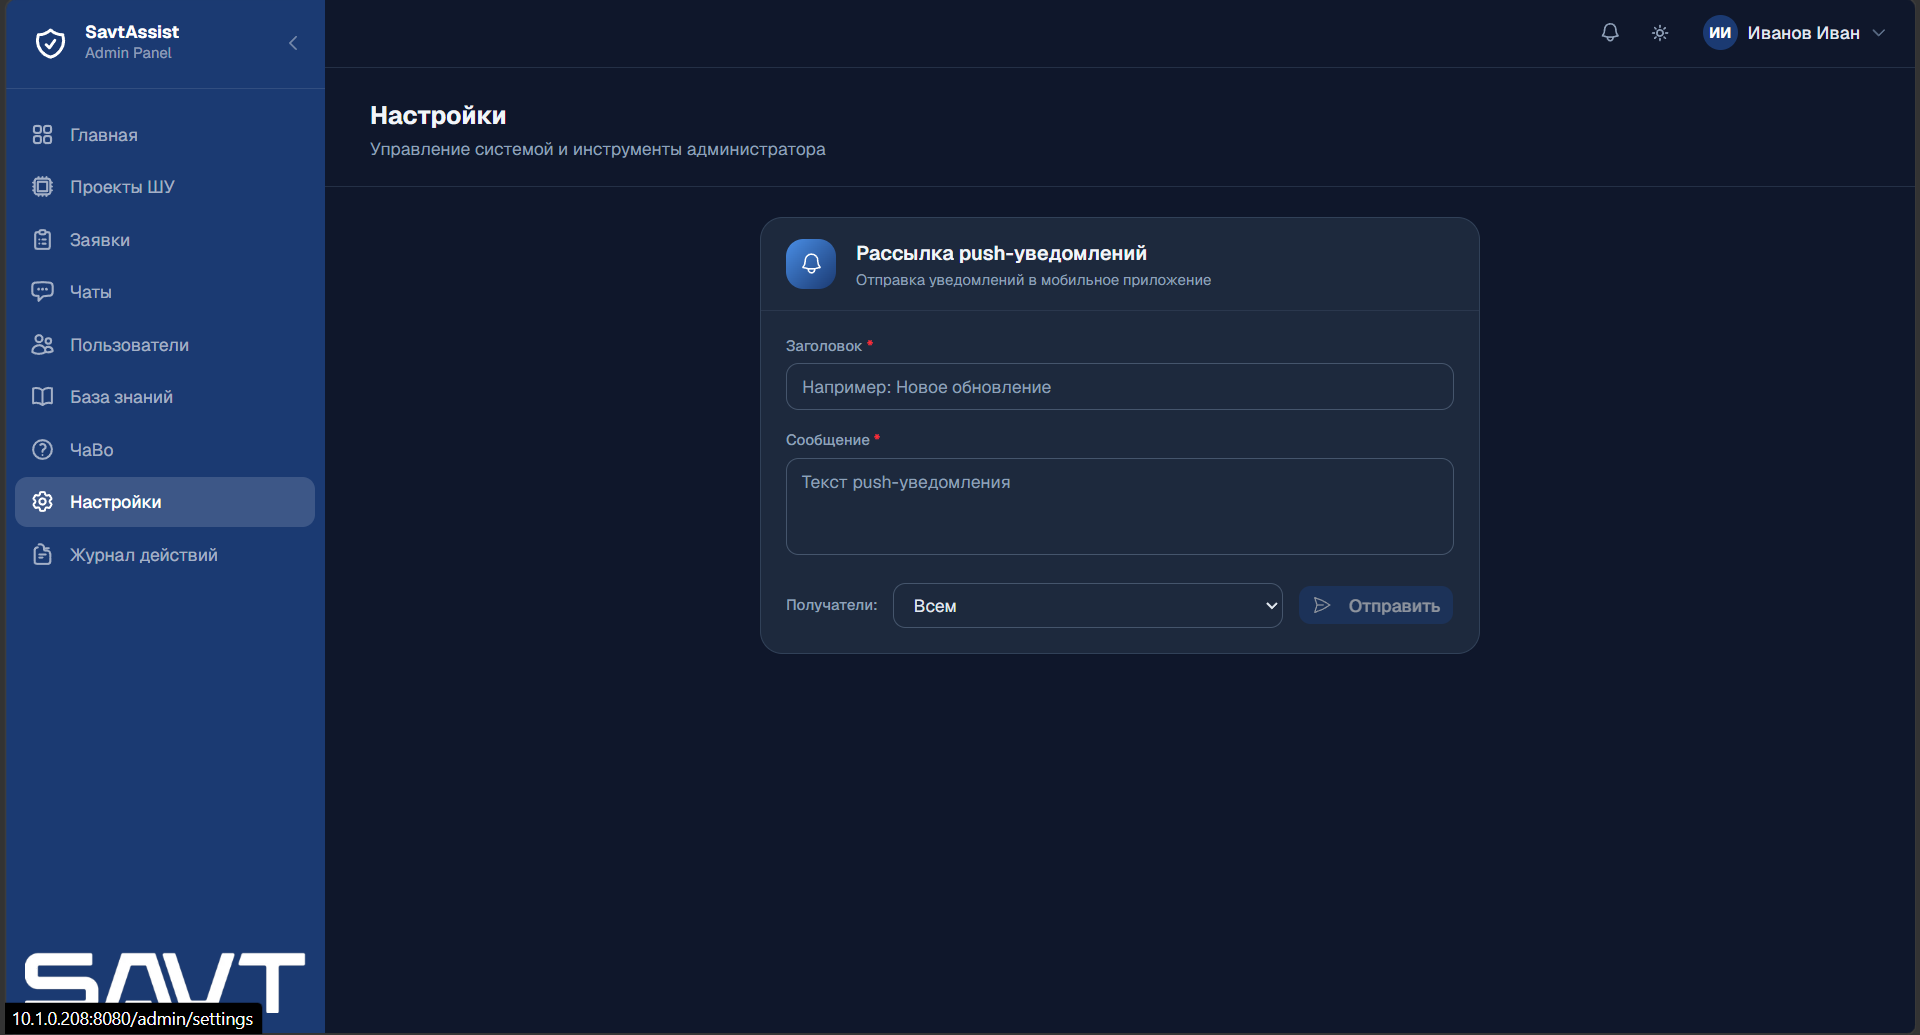 SavtAssist
Admin Panel
ИИ Иванов Иван
Главная
Проекты ШУ
Заявки
Чаты
Пользователи
База знаний
ЧаВо
Настройки
Журнал действий
SAVT
10.1.0.208:8080/admin/settings
Настройки
Управление системой и инструменты администратора
Рассылка push-уведомлений
Отправка уведомлений в мобильное приложение
Заголовок *
Например: Новое обновление
Сообщение *
Текст push-уведомления
Получатели: Всем Отправить